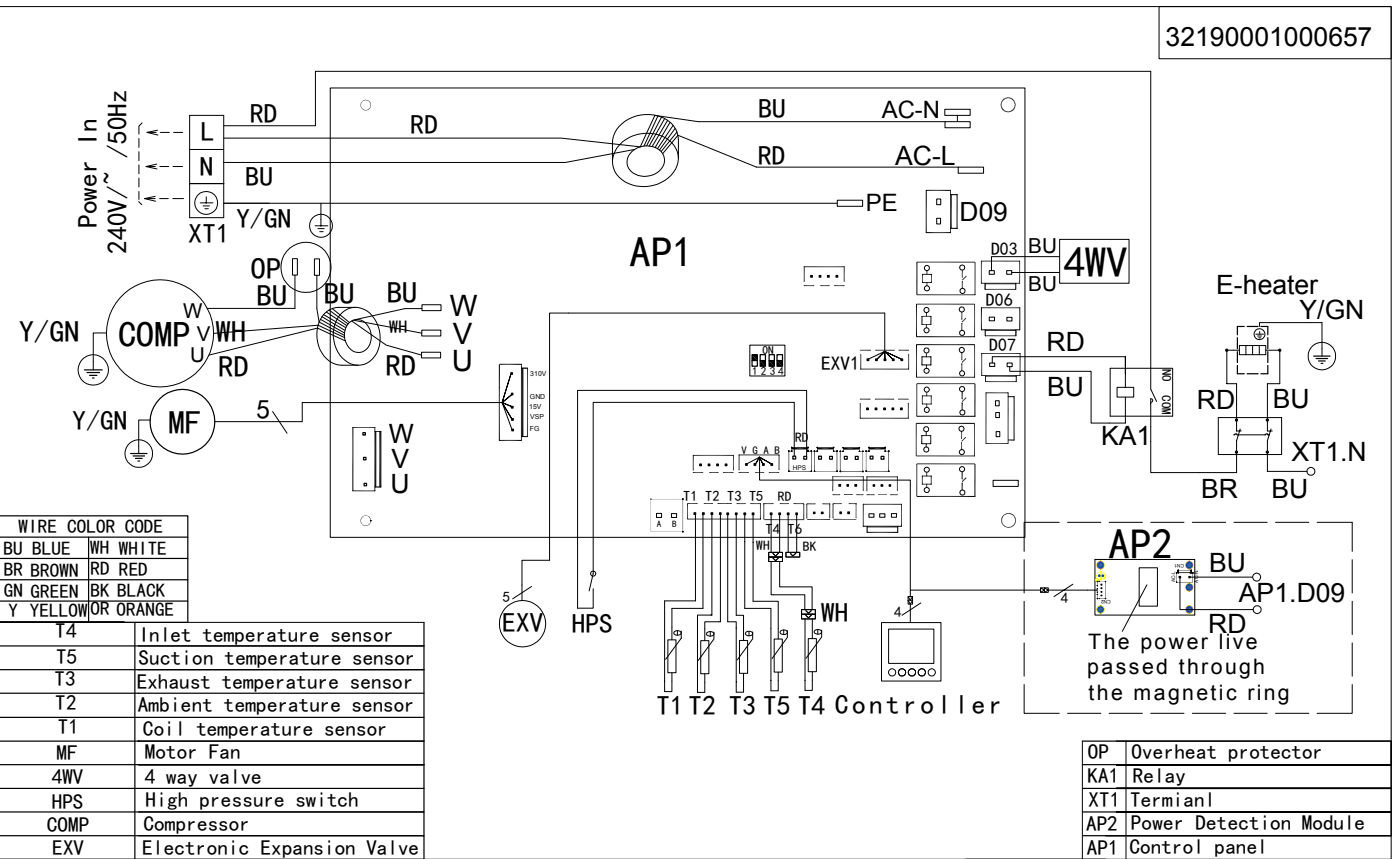 32190001000657
Power In
240V/~ /50Hz
L
N
XT1
RD
RD
BU
Y/GN
BU
AC-N
RD
AC-L
PE
D09
AP1
OP
BU
BU
BU
W
WH
V
RD
U
COMP
W
V
U
WH
RD
Y/GN
MF
Y/GN
5
310V
GND
15V
VSP
FG
W
V
U
ON
1 2 3 4
EXV1
D03
BU
BU
4WV
D06
D07
RD
BU
NO
COM
KA1
E-heater
Y/GN
RD
BU
XT1.N
BR
BU
V G A B
RD
HPS
A B
T1 T2 T3 T5 RD
T4 T6
WH
BK
WH
5
EXV
HPS
T1 T2 T3 T5 T4 Controller
4
4
AP2
BU
AP1.D09
RD
The power live
passed through
the magnetic ring
WIRE COLOR CODE
BU BLUE WH WHITE
BR BROWN RD RED
GN GREEN BK BLACK
Y YELLOW OR ORANGE
T4 Inlet temperature sensor
T5 Suction temperature sensor
T3 Exhaust temperature sensor
T2 Ambient temperature sensor
T1 Coil temperature sensor
MF Motor Fan
4WV 4 way valve
HPS High pressure switch
COMP Compressor
EXV Electronic Expansion Valve
OP Overheat protector
KA1 Relay
XT1 Termianl
AP2 Power Detection Module
AP1 Control panel